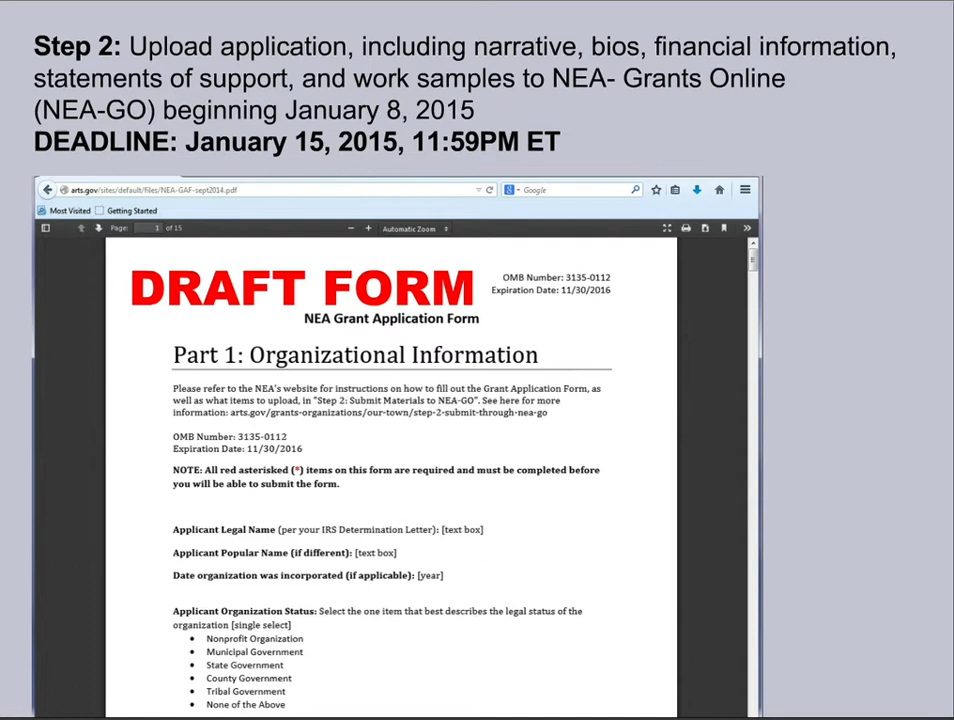 Step 2: Upload application, including narrative, bios, financial information,
statements of support, and work samples to NEA- Grants Online
(NEA-GO) beginning January 8, 2015
DEADLINE: January 15, 2015, 11:59PM ET
arts.gov/sites/default/files/NEA-GAF-sept2014.pdf
Google
Most Visited Getting Started
Page: 1 of 15
Automatic Zoom
DRAFT FORM
OMB Number: 3135-0112
Expiration Date: 11/30/2016
NEA Grant Application Form
Part 1: Organizational Information
Please refer to the NEA's website for instructions on how to fill out the Grant Application Form, as
well as what items to upload, in "Step 2: Submit Materials to NEA-GO". See here for more
information: arts.gov/grants-organizations/our-town/step-2-submit-through-nea-go
OMB Number: 3135-0112
Expiration Date: 11/30/2016
NOTE: All red asterisked (*) items on this form are required and must be completed before
you will be able to submit the form.
Applicant Legal Name (per your IRS Determination Letter): [text box]
Applicant Popular Name (if different): [text box]
Date organization was incorporated (if applicable): [year]
Applicant Organization Status: Select the one item that best describes the legal status of the
organization [single select]
• Nonprofit Organization
• Municipal Government
• State Government
• County Government
• Tribal Government
• None of the Above